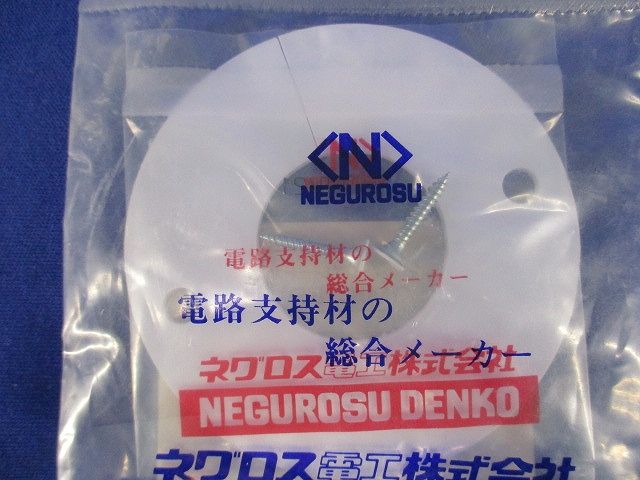 <N>
NEGUROSU
電路支持材の
総合メーカー
電路支持材の
総合メーカー
ネグロス電工株式会社
NEGUROSU DENKO
ネグロス電工株式会社